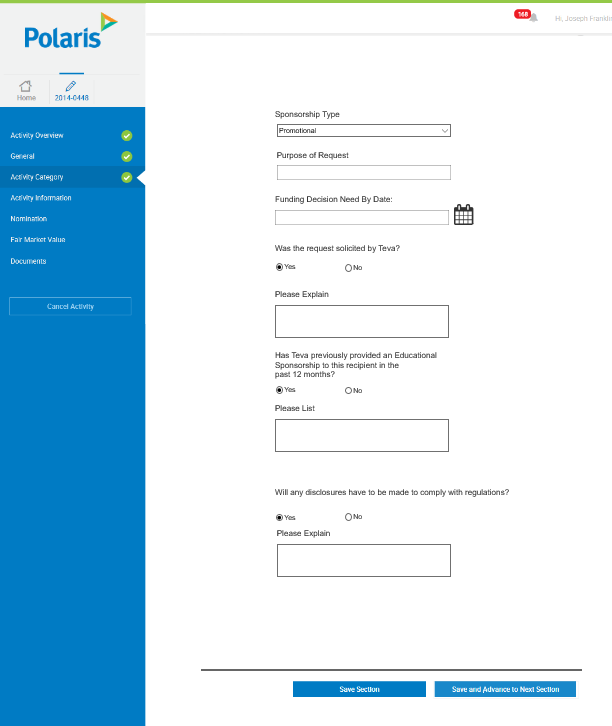 168
Hi, Joseph Franklin
Polaris
Home
2014-0448
Activity Overview
General
Activity Category
Activity Information
Nomination
Fair Market Value
Documents
Cancel Activity
Sponsorship Type
Promotional
Purpose of Request
Funding Decision Need By Date:
Was the request solicited by Teva?
Yes
No
Please Explain
Has Teva previously provided an Educational
Sponsorship to this recipient in the
past 12 months?
Yes
No
Please List
Will any disclosures have to be made to comply with regulations?
Yes
No
Please Explain
Save Section
Save and Advance to Next Section